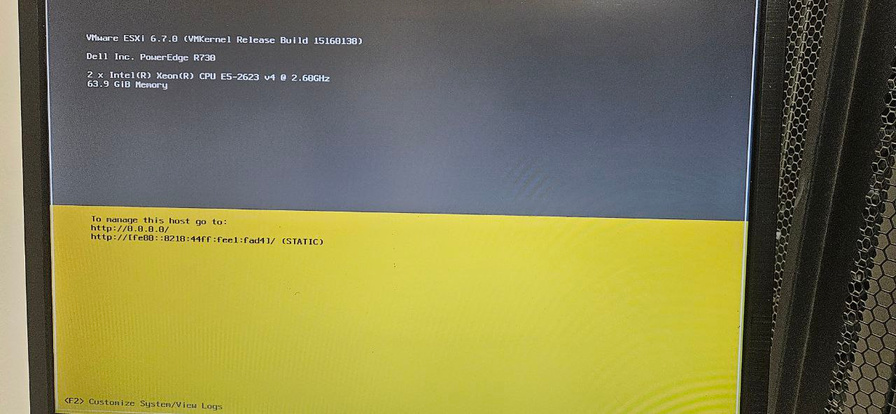 VMware ESXi 6.7.0 (VMKernel Release Build 15160138)
Dell Inc. PowerEdge R730
2 x Intel(R) Xeon(R) CPU E5-2623 v4 @ 2.60GHz
63.9 GiB Memory
To manage this host go to:
http://0.0.0.0/
http://[fe80::8218:44ff:fee1:fad4]/ (STATIC)
<F2> Customize System/View Logs